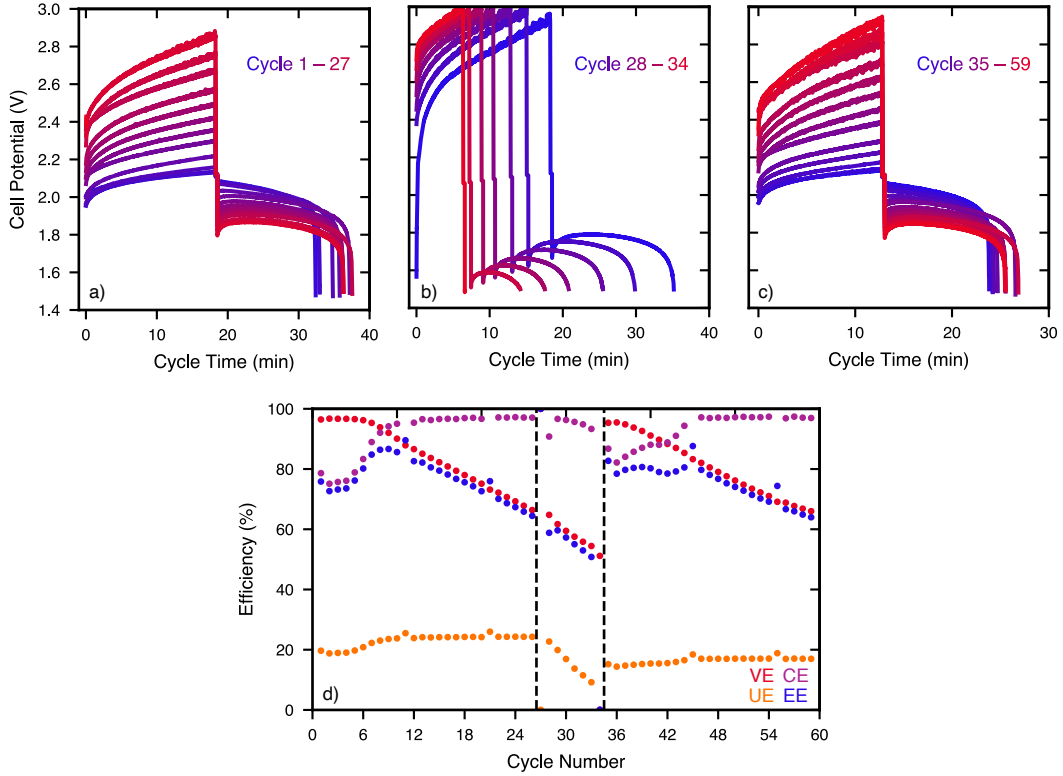 Cell Potential (V)
3.0
2.8
2.6
2.4
2.2
2.0
1.8
1.6
1.4
Cycle 1 – 27
a)
0 10 20 30 40
Cycle Time (min)
Cycle 28 – 34
b)
0 10 20 30 40
Cycle Time (min)
Cycle 35 – 59
c)
0 10 20 30
Cycle Time (min)
Efficiency (%)
100
80
60
40
20
0
d)
VE CE
UE EE
0 6 12 18 24 30 36 42 48 54 60
Cycle Number